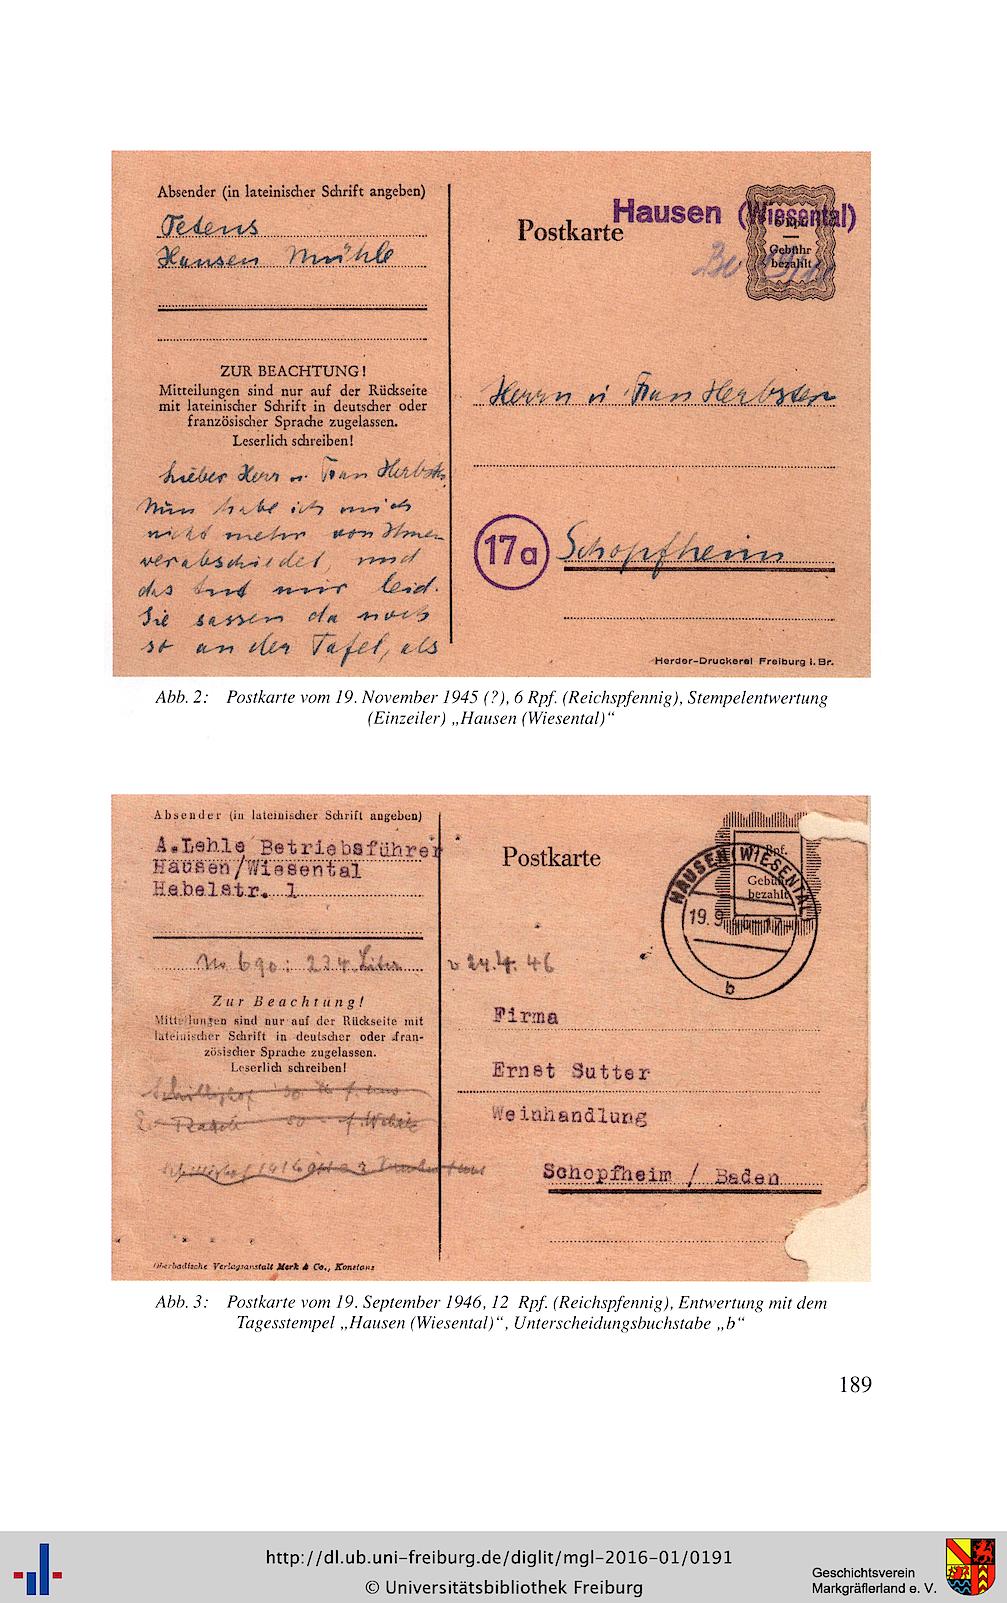 Absender (in lateinischer Schrift angeben)
Tetens
Hausen Mühle
ZUR BEACHTUNG!
Mitteilungen sind nur auf der Rückseite
mit lateinischer Schrift in deutscher oder
französischer Sprache zugelassen.
Leserlich schreiben!
Lieber Herr u. Frau Herbster,
Nun habe ich mich
nicht mehr von Ihnen
verabschiedet, und
das tut mir leid.
Sie sassen da noch
so an der Tafel, als
Postkarte
Hausen (Wiesental)
6 Rpf.
Gebühr
bezahlt
Herrn u Frau Herbster
17a
Schopfheim
Herder-Druckerei Freiburg i. Br.
Abb. 2: Postkarte vom 19. November 1945 (?), 6 Rpf. (Reichspfennig), Stempelentwertung
(Einzeiler) „Hausen (Wiesental)“
Absender (in lateinischer Schrift angeben)
A.Lehle Betriebsführer
Hausen/Wiesental
Hebelstr. 1
No 690: 234 Liter
v 24.4. 46
Zur Beachtung!
Mitteilungen sind nur auf der Rückseite mit
lateinischer Schrift in deutscher oder fran-
zösischer Sprache zugelassen.
Leserlich schreiben!
Oberbadische Verlagsanstalt Merk & Co., Konstanz
Postkarte
Rpf.
Gebühr
bezahlt
HAUSEN (WIESENTAL)
19.9
b
Firma
Ernst Sutter
Weinhandlung
Schopfheim / Baden
Abb. 3: Postkarte vom 19. September 1946, 12 Rpf. (Reichspfennig), Entwertung mit dem
Tagesstempel „Hausen (Wiesental)“, Unterscheidungsbuchstabe „b“
189
http://dl.ub.uni-freiburg.de/diglit/mgl-2016-01/0191
© Universitätsbibliothek Freiburg
Geschichtsverein
Markgräflerland e. V.